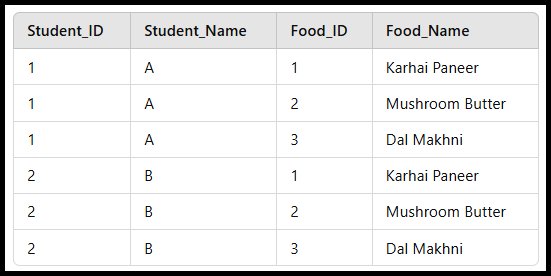 Student_ID Student_Name Food_ID Food_Name
1 A 1 Karhai Paneer
1 A 2 Mushroom Butter
1 A 3 Dal Makhni
2 B 1 Karhai Paneer
2 B 2 Mushroom Butter
2 B 3 Dal Makhni